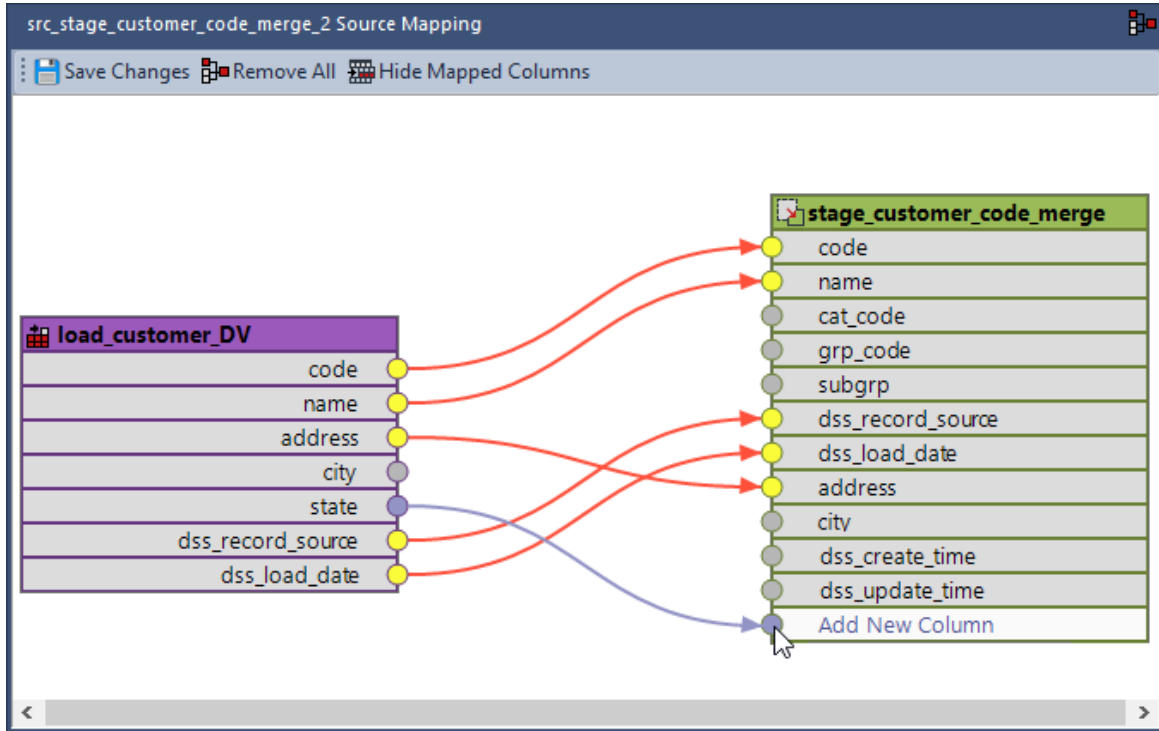 src_stage_customer_code_merge_2 Source Mapping
Save Changes Remove All Hide Mapped Columns
load_customer_DV
code
name
address
city
state
dss_record_source
dss_load_date
stage_customer_code_merge
code
name
cat_code
grp_code
subgrp
dss_record_source
dss_load_date
address
city
dss_create_time
dss_update_time
Add New Column